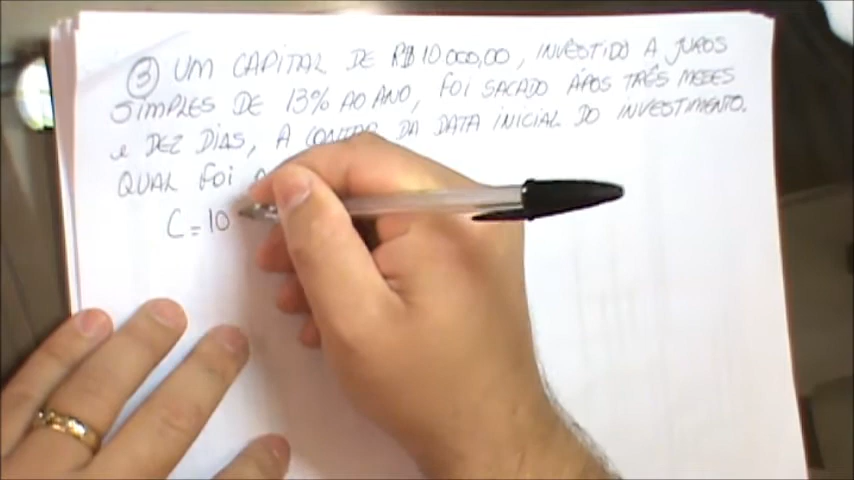 ③ UM CAPITAL DE R$ 10 000,00, INVESTIDO A JUROS
SIMPLES DE 13% AO ANO, FOI SACADO APÓS TRÊS MESES
e DEZ DIAS, A CONTAR DA DATA INICIAL DO INVESTIMENTO.
QUAL FOI
C = 10